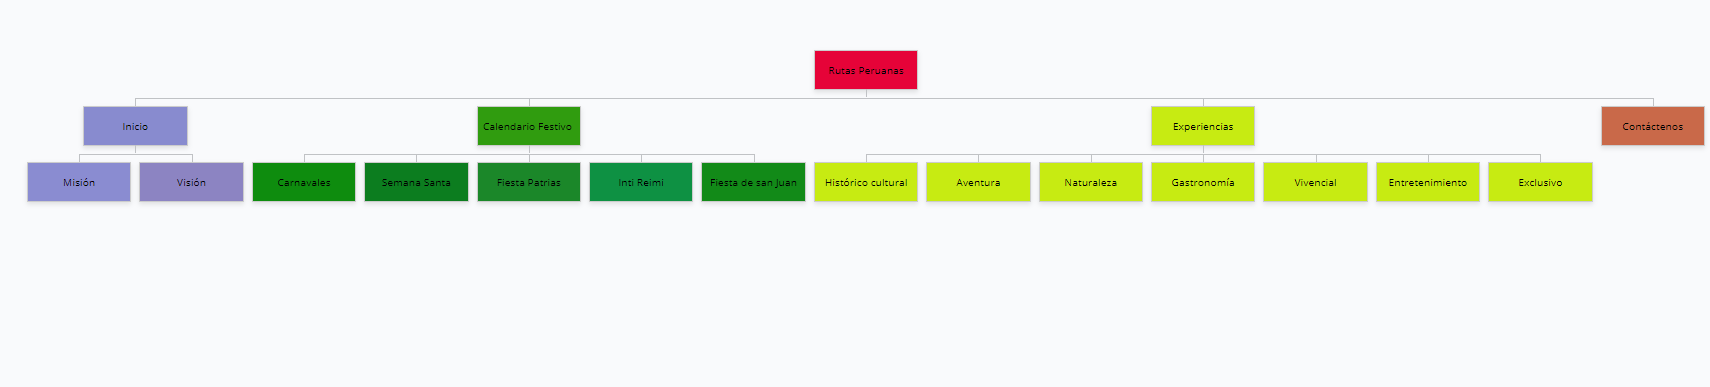 Rutas Peruanas
Inicio
Calendario Festivo
Experiencias
Contáctenos
Misión
Visión
Carnavales
Semana Santa
Fiesta Patrias
Inti Reimi
Fiesta de san Juan
Histórico cultural
Aventura
Naturaleza
Gastronomía
Vivencial
Entretenimiento
Exclusivo